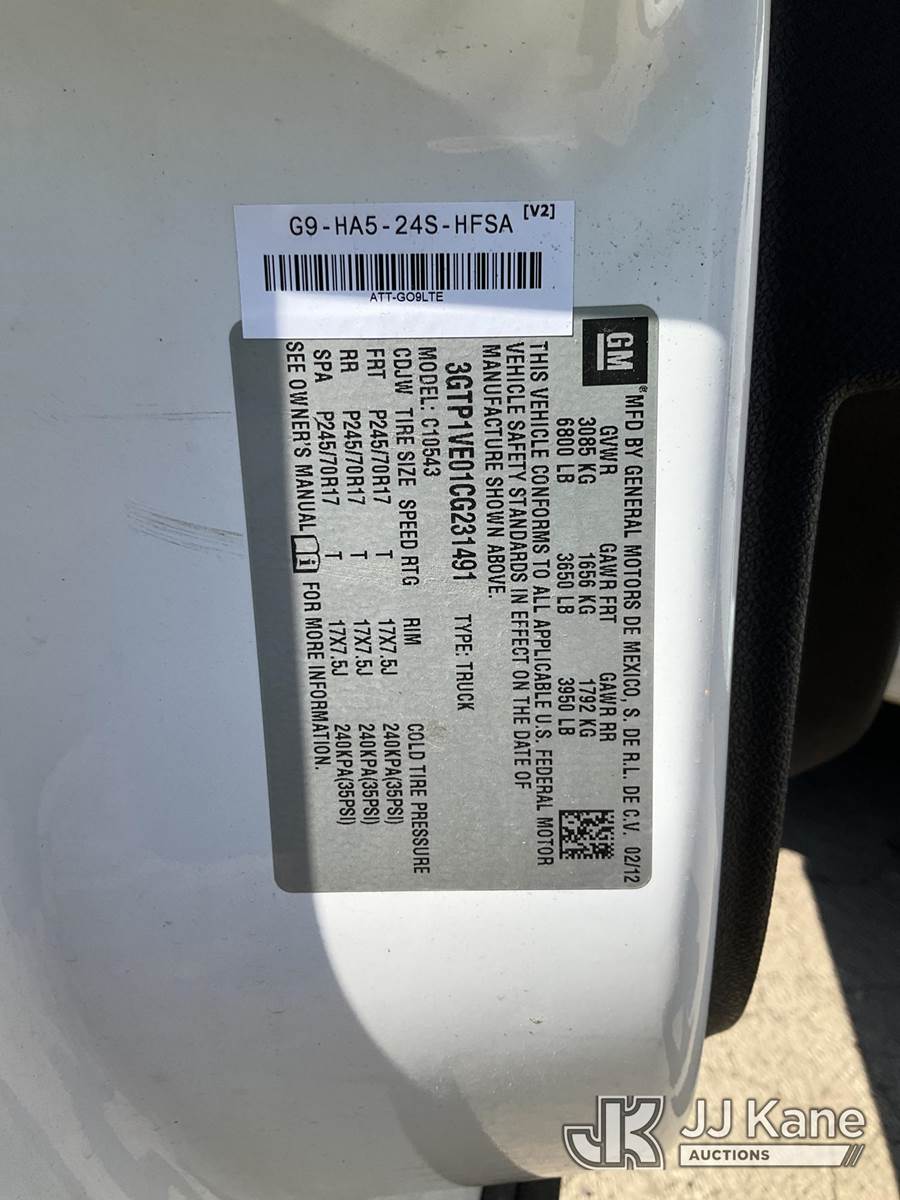 G9-HA5-24S-HFSA [V2]
ATT-GO9LTE
GM ® MFD BY GENERAL MOTORS DE MEXICO, S. DE R.L. DE C.V. 02/12
GVWR GAWR FRT GAWR RR
3085 KG 1656 KG 1792 KG
6800 LB 3650 LB 3950 LB
THIS VEHICLE CONFORMS TO ALL APPLICABLE U.S. FEDERAL MOTOR
VEHICLE SAFETY STANDARDS IN EFFECT ON THE DATE OF
MANUFACTURE SHOWN ABOVE.
3GTP1VE01CG231491 TYPE: TRUCK
MODEL: C10543
CDJW TIRE SIZE SPEED RTG RIM COLD TIRE PRESSURE
FRT P245/70R17 T 17X7.5J 240KPA(35PSI)
RR P245/70R17 T 17X7.5J 240KPA(35PSI)
SPA P245/70R17 T 17X7.5J 240KPA(35PSI)
SEE OWNER'S MANUAL FOR MORE INFORMATION.
JK JJ Kane
AUCTIONS